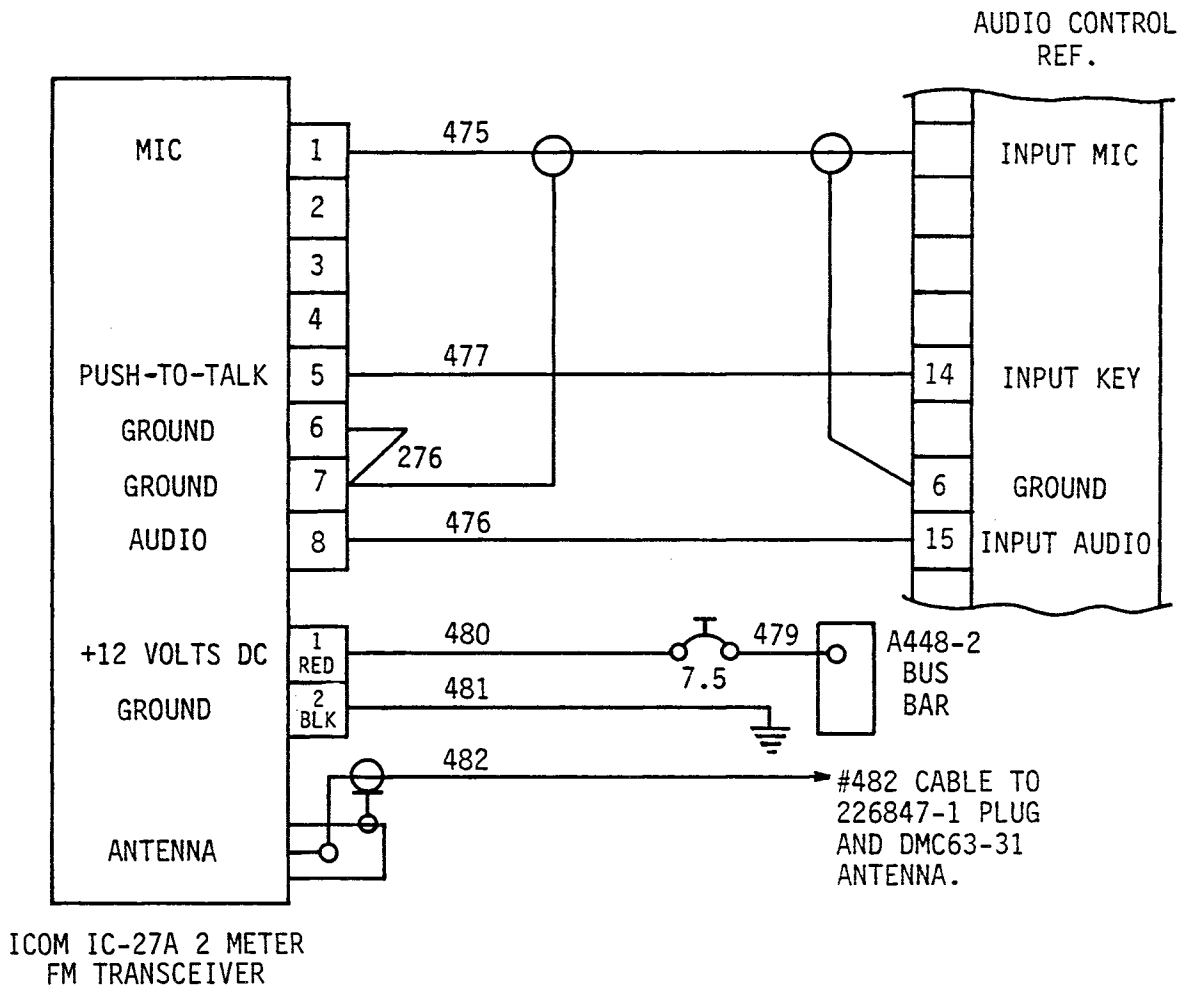 AUDIO CONTROL
REF.
MIC
1
475
INPUT MIC
2
3
4
PUSH-TO-TALK
5
477
14
INPUT KEY
GROUND
6
276
GROUND
7
6
GROUND
AUDIO
8
476
15
INPUT AUDIO
+12 VOLTS DC
1
RED
480
7.5
479
A448-2
BUS
BAR
GROUND
2
BLK
481
482
#482 CABLE TO
226847-1 PLUG
AND DMC63-31
ANTENNA.
ANTENNA
ICOM IC-27A 2 METER
FM TRANSCEIVER